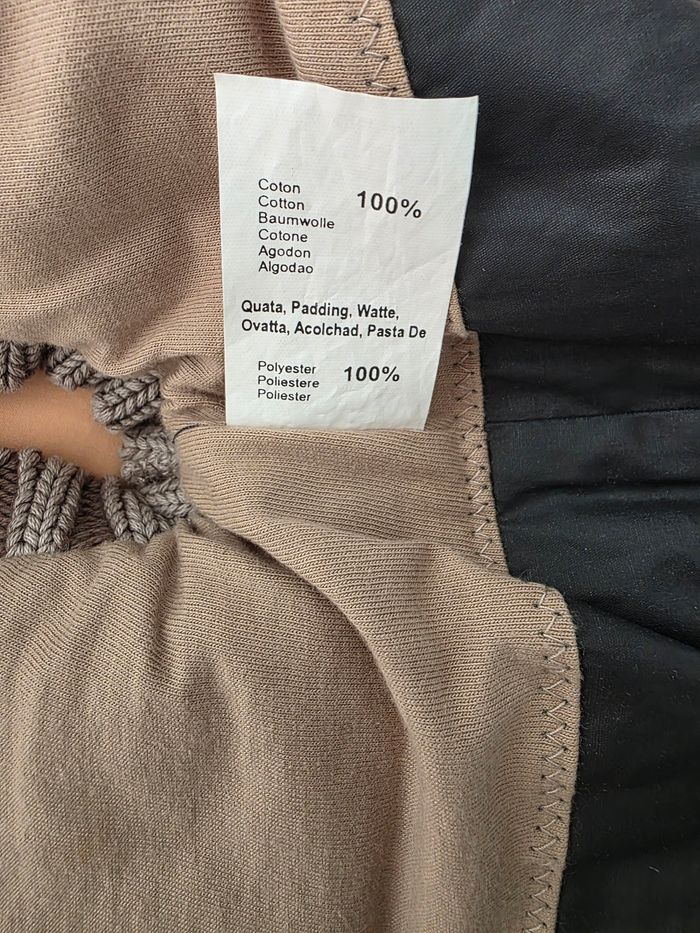 Coton
Cotton 100%
Baumwolle
Cotone
Agodon
Algodao
Quata, Padding, Watte,
Ovatta, Acolchad, Pasta De
Polyester
Poliestere 100%
Poliester